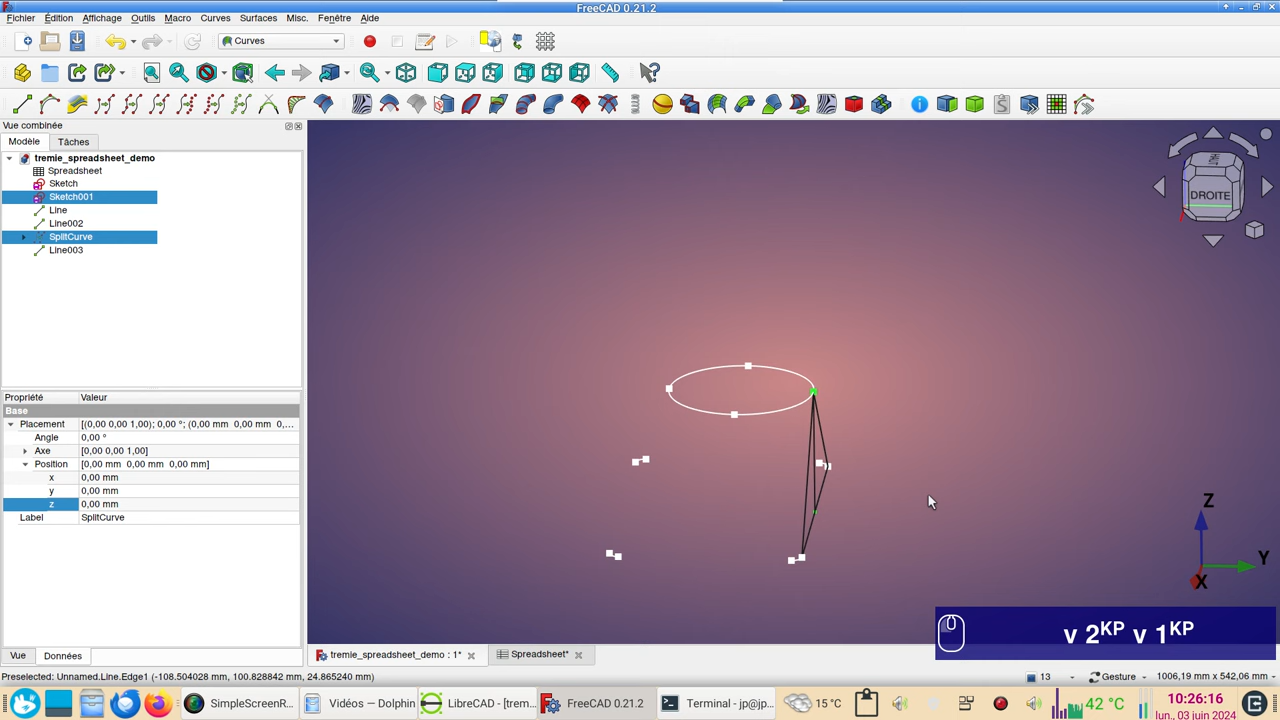 FreeCAD 0.21.2
Fichier Édition Affichage Outils Macro Curves Surfaces Misc. Fenêtre Aide
Curves
Vue combinée
Modèle Tâches
tremie_spreadsheet_demo
Spreadsheet
Sketch
Sketch001
Line
Line002
SplitCurve
Line003
DROITE
Propriété Valeur
Base
Placement [(0,00 0,00 1,00); 0,00 °; (0,00 mm 0,00 mm 0,...
Angle 0,00 °
Axe [0,00 0,00 1,00]
Position [0,00 mm 0,00 mm 0,00 mm]
x 0,00 mm
y 0,00 mm
z 0,00 mm
Label SplitCurve
Z
Y
X
v 2KP v 1KP
Vue Données
tremie_spreadsheet_demo : 1* Spreadsheet*
Preselected: Unnamed.Line.Edge1 (-108.504028 mm, 100.828842 mm, 24.865240 mm)
13 Gesture 1006,19 mm x 542,06 mm
SimpleScreenR... Vidéos — Dolphin LibreCAD - [trem... FreeCAD 0.21.2 Terminal - jp@jp... 15°C 42 °C 10:26:16
lun., 03 juin 2024